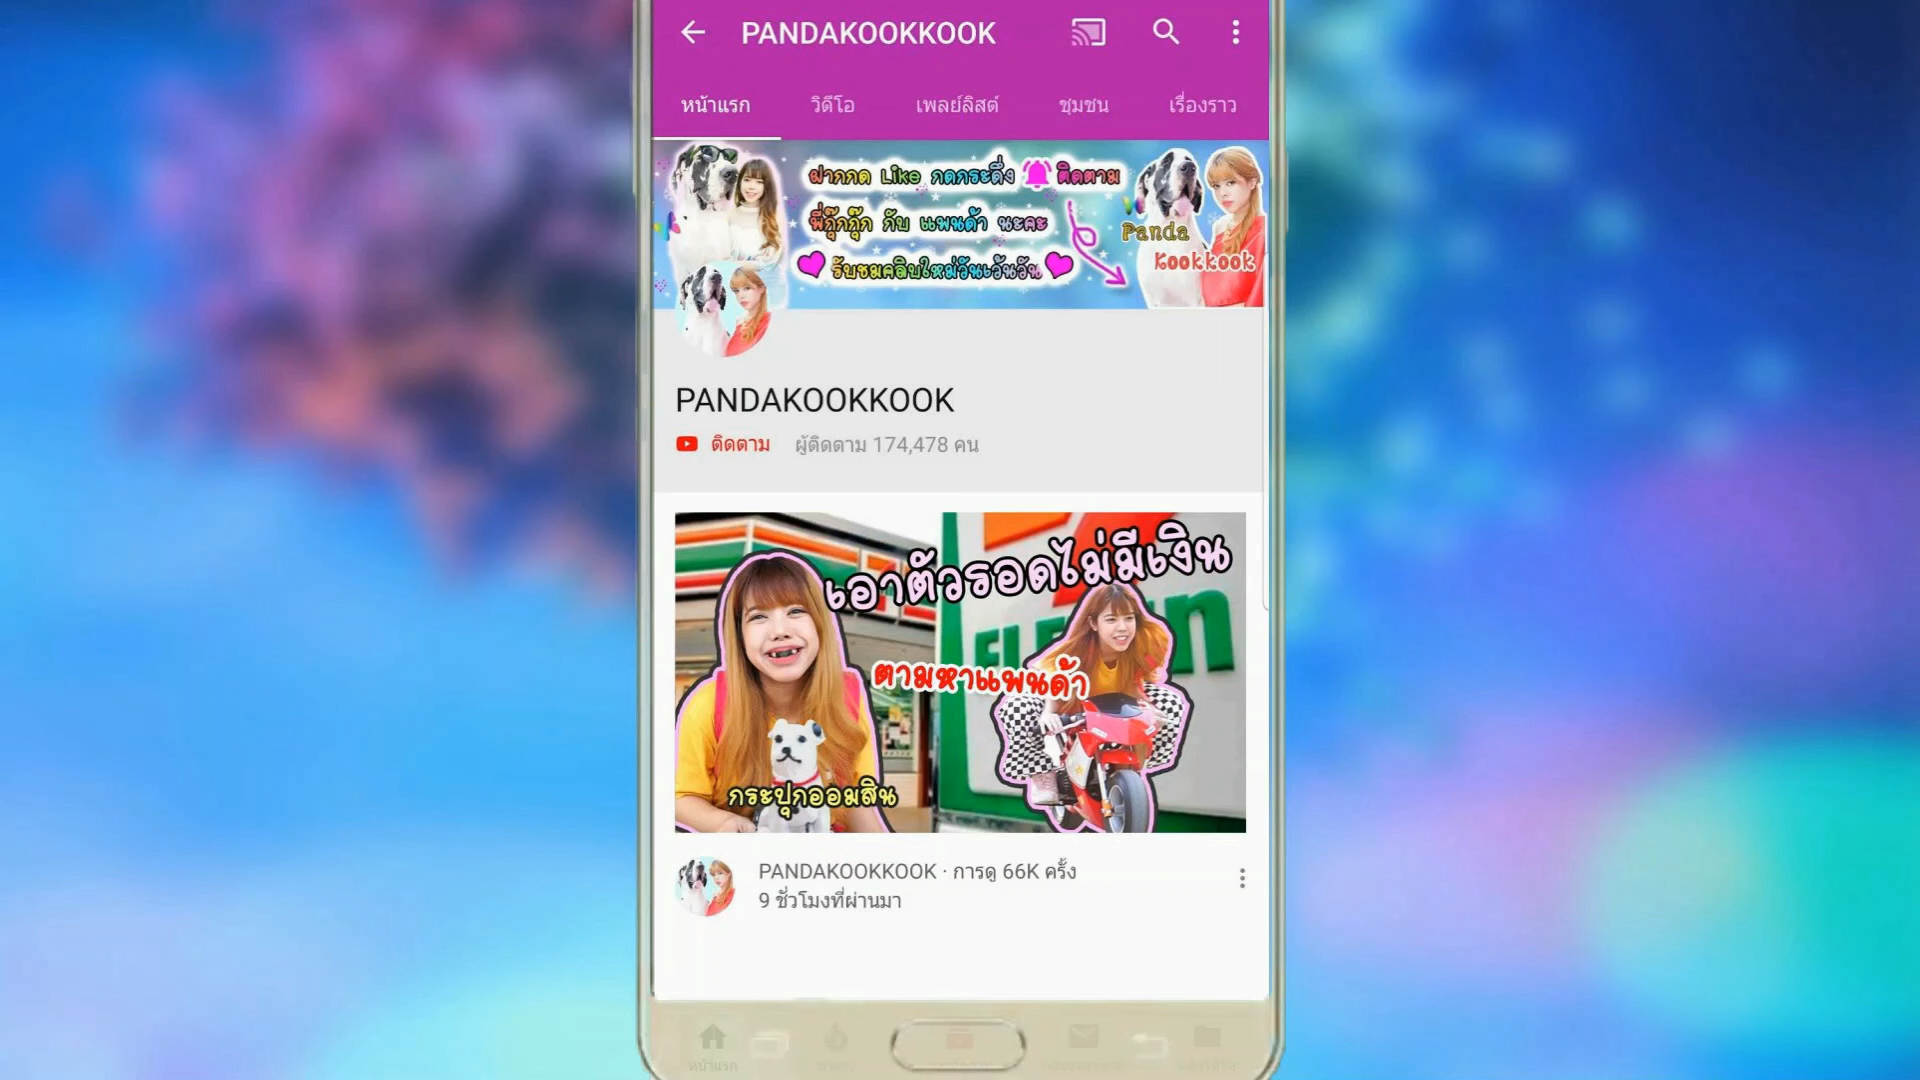 PANDAKOOKKOOK
หน้าแรก วิดีโอ เพลย์ลิสต์ ชุมชน เรื่องราว
ฝากกด Like กดกระดิ่ง ติดตาม
พี่กุ๊กกุ๊ก กับ แพนด้า นะคะ
รับชมคลิปใหม่วันเว้นวัน
Panda
Kookkook
PANDAKOOKKOOK
ติดตาม ผู้ติดตาม 174,478 คน
เอาตัวรอดไม่มีเงิน
ตามหาแพนด้า
กระปุกออมสิน
PANDAKOOKKOOK · การดู 66K ครั้ง
9 ชั่วโมงที่ผ่านมา
หน้าแรก